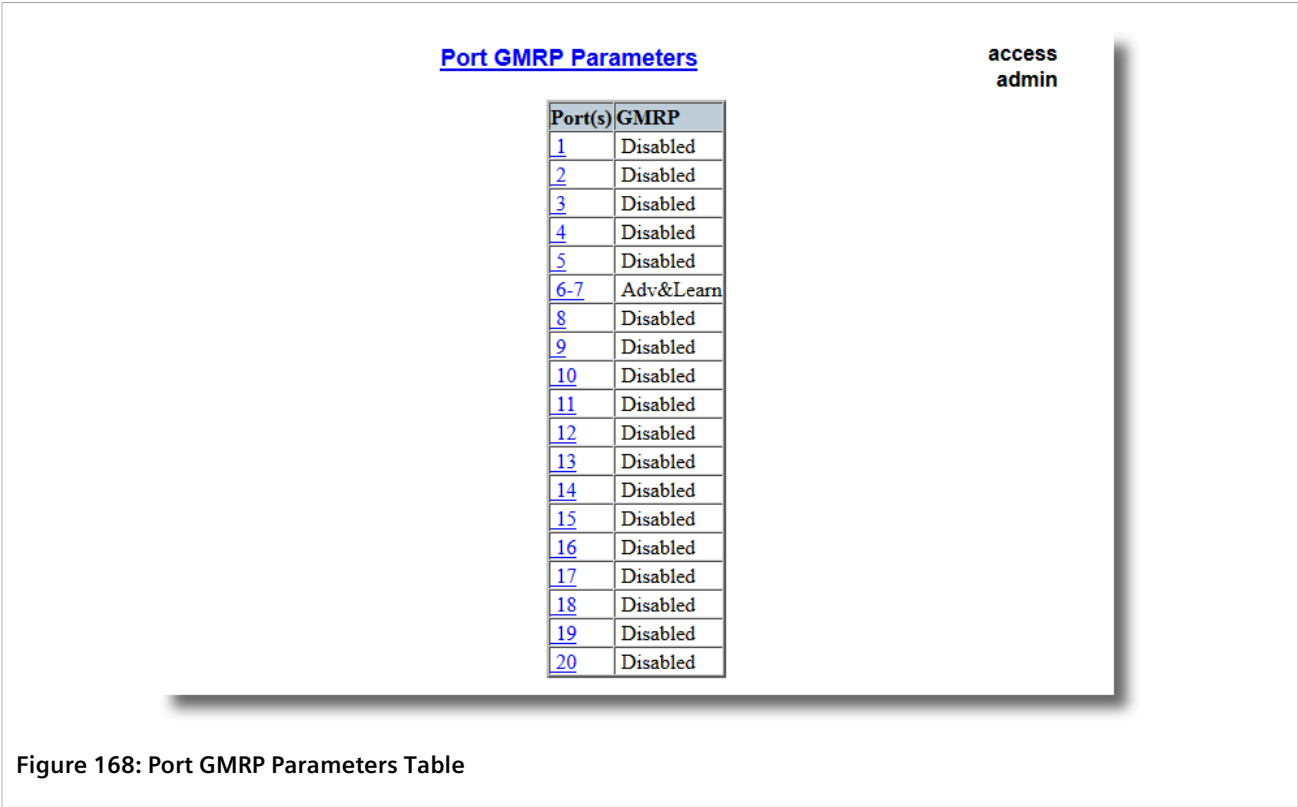 Port GMRP Parameters
access
admin
Port(s) GMRP
1 Disabled
2 Disabled
3 Disabled
4 Disabled
5 Disabled
6-7 Adv&Learn
8 Disabled
9 Disabled
10 Disabled
11 Disabled
12 Disabled
13 Disabled
14 Disabled
15 Disabled
16 Disabled
17 Disabled
18 Disabled
19 Disabled
20 Disabled
Figure 168: Port GMRP Parameters Table